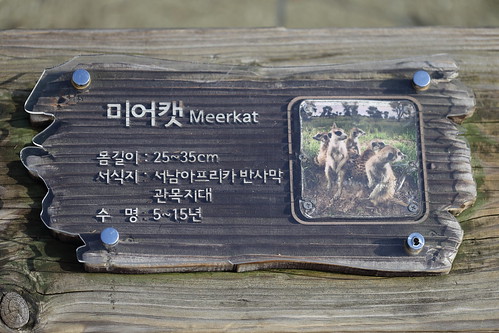 미어캣 Meerkat
몸길이 : 25~35cm
서식지 : 서남아프리카 반사막
관목지대
수 명 : 5~15년